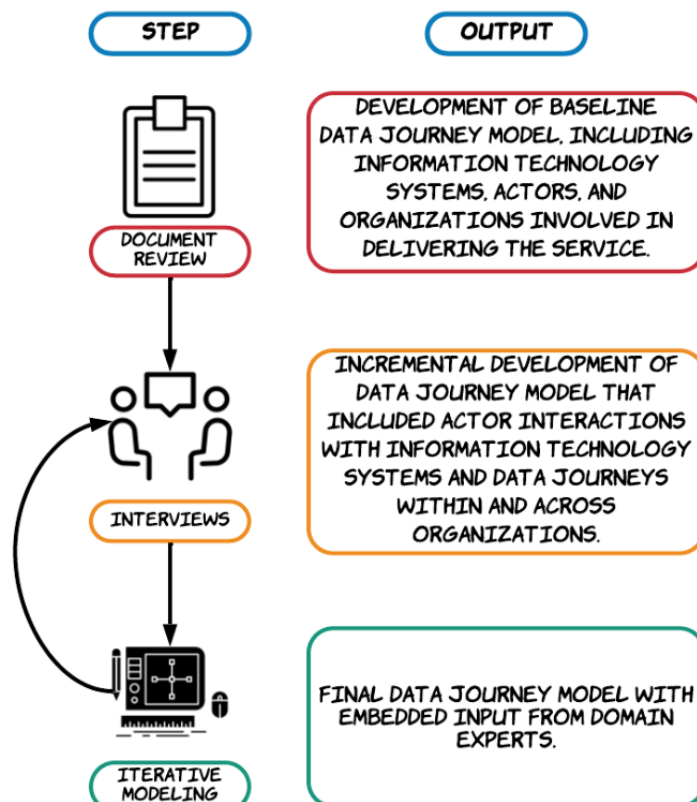 STEP
OUTPUT
DEVELOPMENT OF BASELINE
DATA JOURNEY MODEL, INCLUDING
INFORMATION TECHNOLOGY
SYSTEMS, ACTORS, AND
ORGANIZATIONS INVOLVED IN
DELIVERING THE SERVICE.
DOCUMENT
REVIEW
INCREMENTAL DEVELOPMENT OF
DATA JOURNEY MODEL THAT
INCLUDED ACTOR INTERACTIONS
WITH INFORMATION TECHNOLOGY
SYSTEMS AND DATA JOURNEYS
WITHIN AND ACROSS
ORGANIZATIONS.
INTERVIEWS
FINAL DATA JOURNEY MODEL WITH
EMBEDDED INPUT FROM DOMAIN
EXPERTS.
ITERATIVE
MODELING